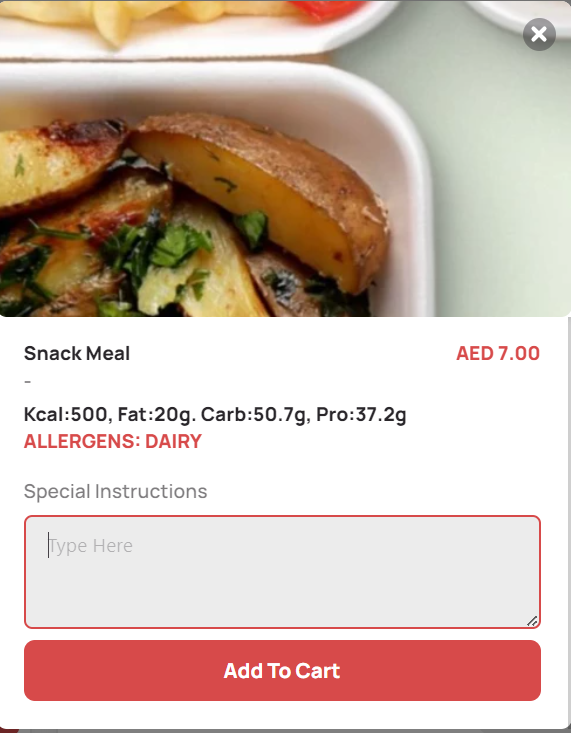 Snack Meal AED 7.00
-
Kcal:500, Fat:20g. Carb:50.7g, Pro:37.2g
ALLERGENS: DAIRY
Special Instructions
Type Here
Add To Cart